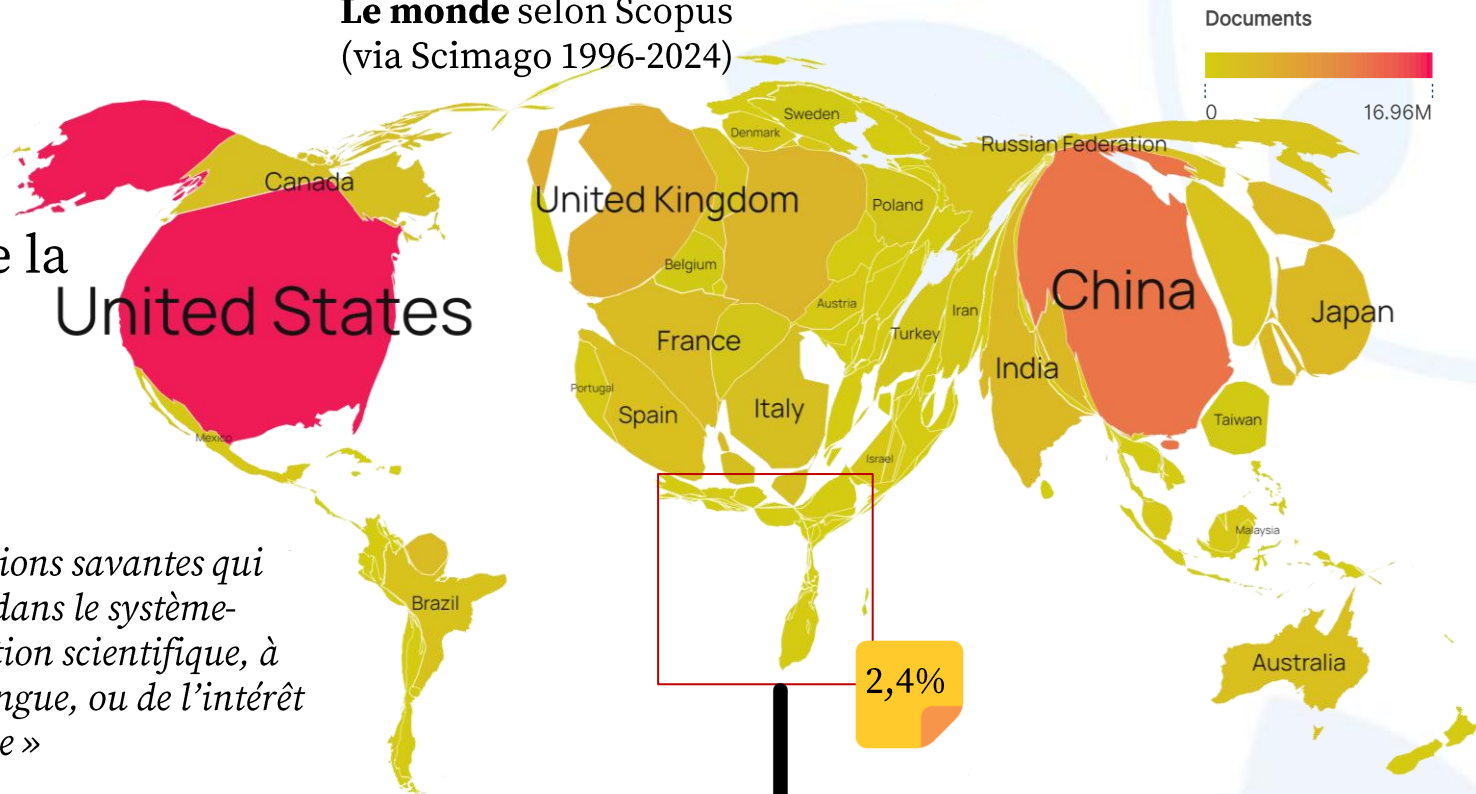 Le monde selon Scopus
(via Scimago 1996-2024)
Documents
0
16.96M
Sweden
Denmark
Russian Federation
Canada
United Kingdom
Poland
e la
Belgium
United States
China
Austria
Iran
Japan
Turkey
France
India
Portugal
Spain
Italy
Taiwan
Mexico
Israel
Malaysia
ions savantes qui
dans le système-
tion scientifique, à
ngue, ou de l’intérêt
e »
Brazil
Australia
2,4%